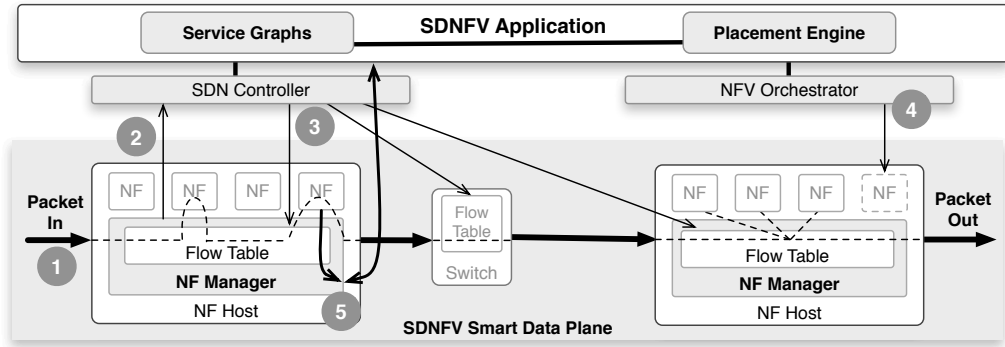 SDNFV Application
Service Graphs
Placement Engine
SDN Controller
NFV Orchestrator
2
3
4
Packet
In
1
NF
NF
NF
NF
Flow Table
NF Manager
NF Host
5
Flow
Table
Switch
NF
NF
NF
NF
Flow Table
NF Manager
NF Host
Packet
Out
SDNFV Smart Data Plane